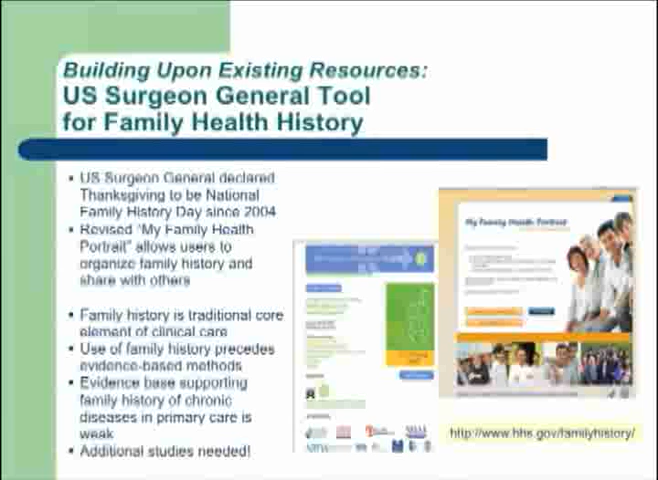 Building Upon Existing Resources:
US Surgeon General Tool
for Family Health History
• US Surgeon General declared
Thanksgiving to be National
Family History Day since 2004
• Revised "My Family Health
Portrait" allows users to
organize family history and
share with others
• Family history is traditional core
element of clinical care
• Use of family history precedes
evidence-based methods
• Evidence base supporting
family history of chronic
diseases in primary care is
weak
• Additional studies needed!
My Family Health Portrait
http://www.hhs.gov/familyhistory/